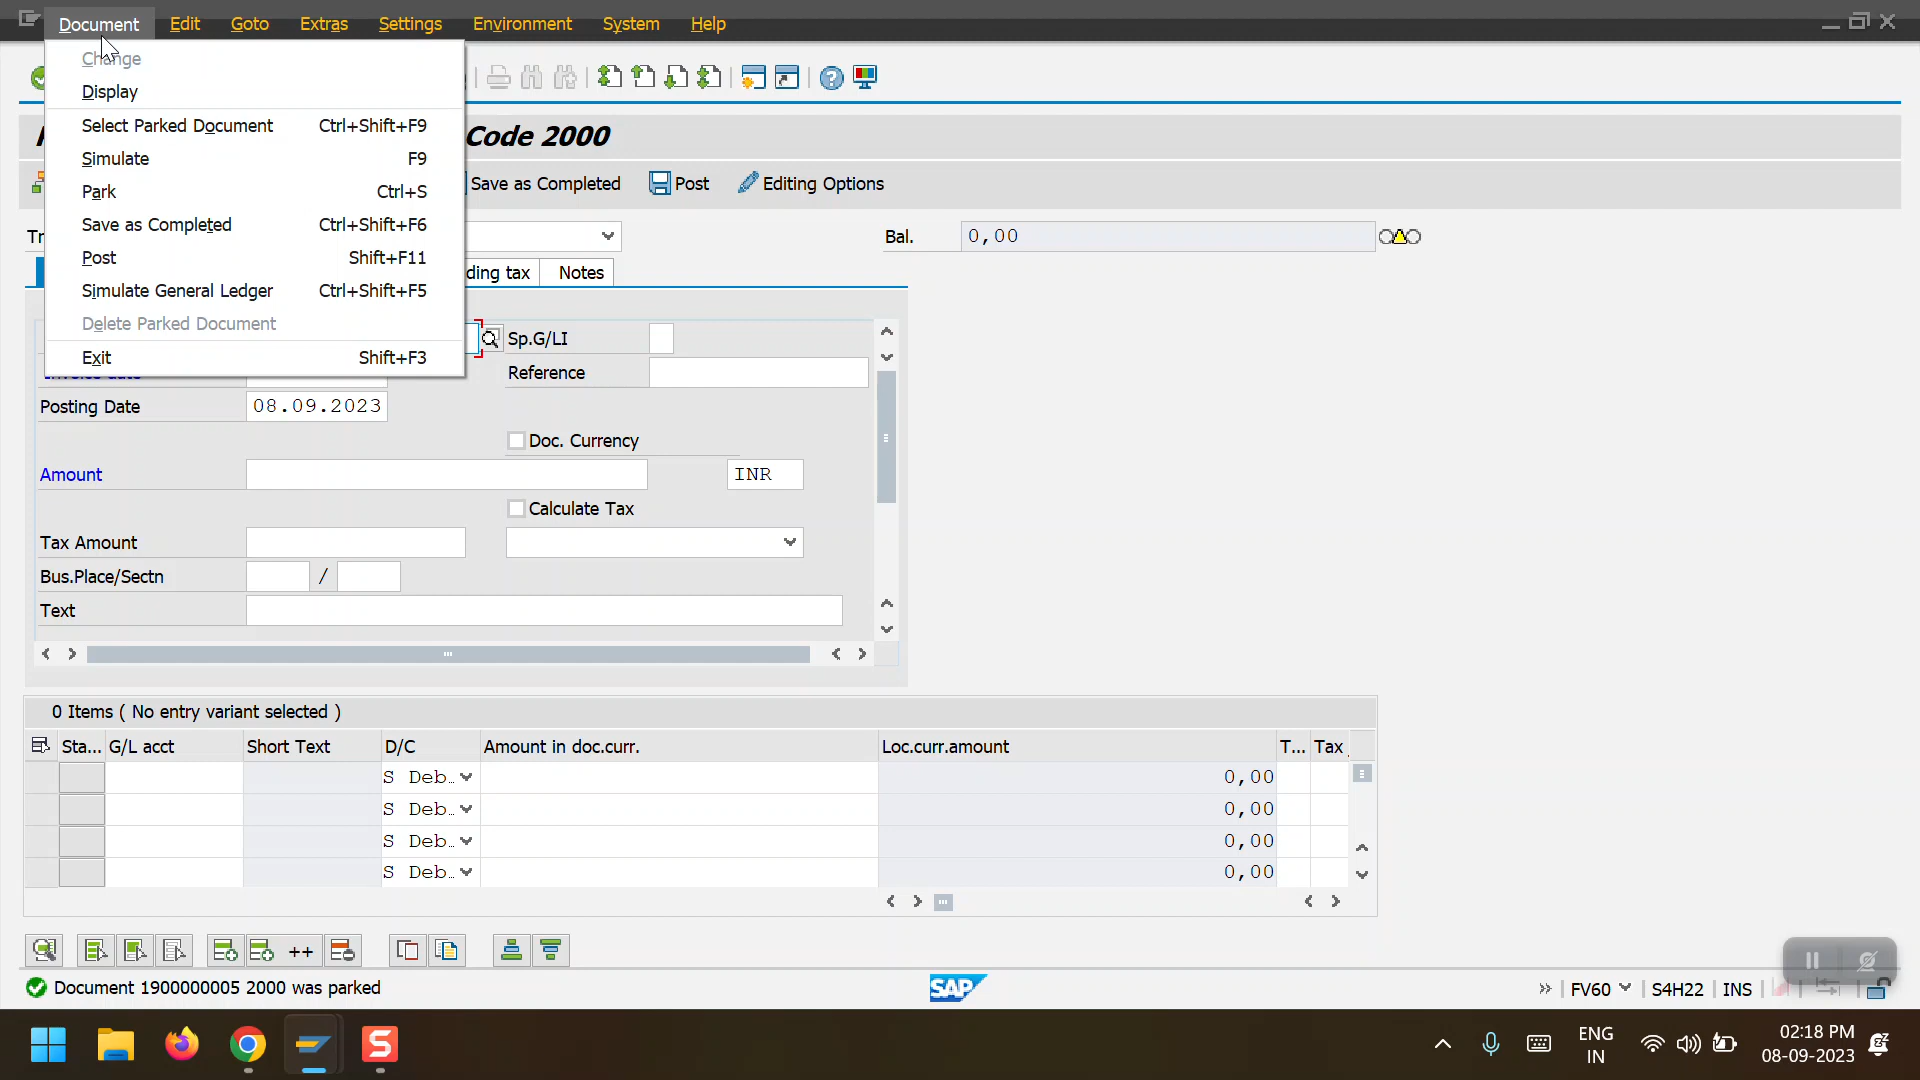 Document Edit Goto Extras Settings Environment System Help
Change
Display
Select Parked Document Ctrl+Shift+F9
Simulate F9
Park Ctrl+S
Save as Completed Ctrl+Shift+F6
Post Shift+F11
Simulate General Ledger Ctrl+Shift+F5
Delete Parked Document
Exit Shift+F3
Code 2000
Save as Completed Post Editing Options
Bal. 0,00
ding tax Notes
Sp.G/LI
Reference
Posting Date 08.09.2023
Doc. Currency
Amount INR
Calculate Tax
Tax Amount
Bus.Place/Sectn /
Text
0 Items ( No entry variant selected )
Sta... G/L acct Short Text D/C Amount in doc.curr. Loc.curr.amount T... Tax
S Deb… 0,00
S Deb… 0,00
S Deb… 0,00
S Deb… 0,00
Document 1900000005 2000 was parked SAP FV60 S4H22 INS
ENG
IN
02:18 PM
08-09-2023